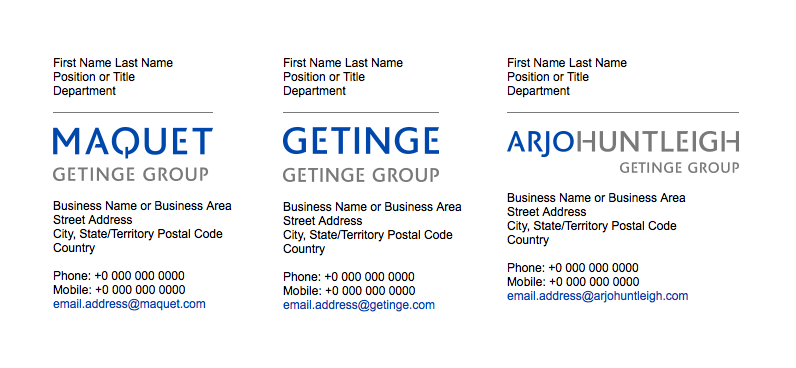 First Name Last Name
Position or Title
Department
MAQUET
GETINGE GROUP
Business Name or Business Area
Street Address
City, State/Territory Postal Code
Country
Phone: +0 000 000 0000
Mobile: +0 000 000 0000
email.address@maquet.com
First Name Last Name
Position or Title
Department
GETINGE
GETINGE GROUP
Business Name or Business Area
Street Address
City, State/Territory Postal Code
Country
Phone: +0 000 000 0000
Mobile: +0 000 000 0000
email.address@getinge.com
First Name Last Name
Position or Title
Department
ARJOHUNTLEIGH
GETINGE GROUP
Business Name or Business Area
Street Address
City, State/Territory Postal Code
Country
Phone: +0 000 000 0000
Mobile: +0 000 000 0000
email.address@arjohuntleigh.com